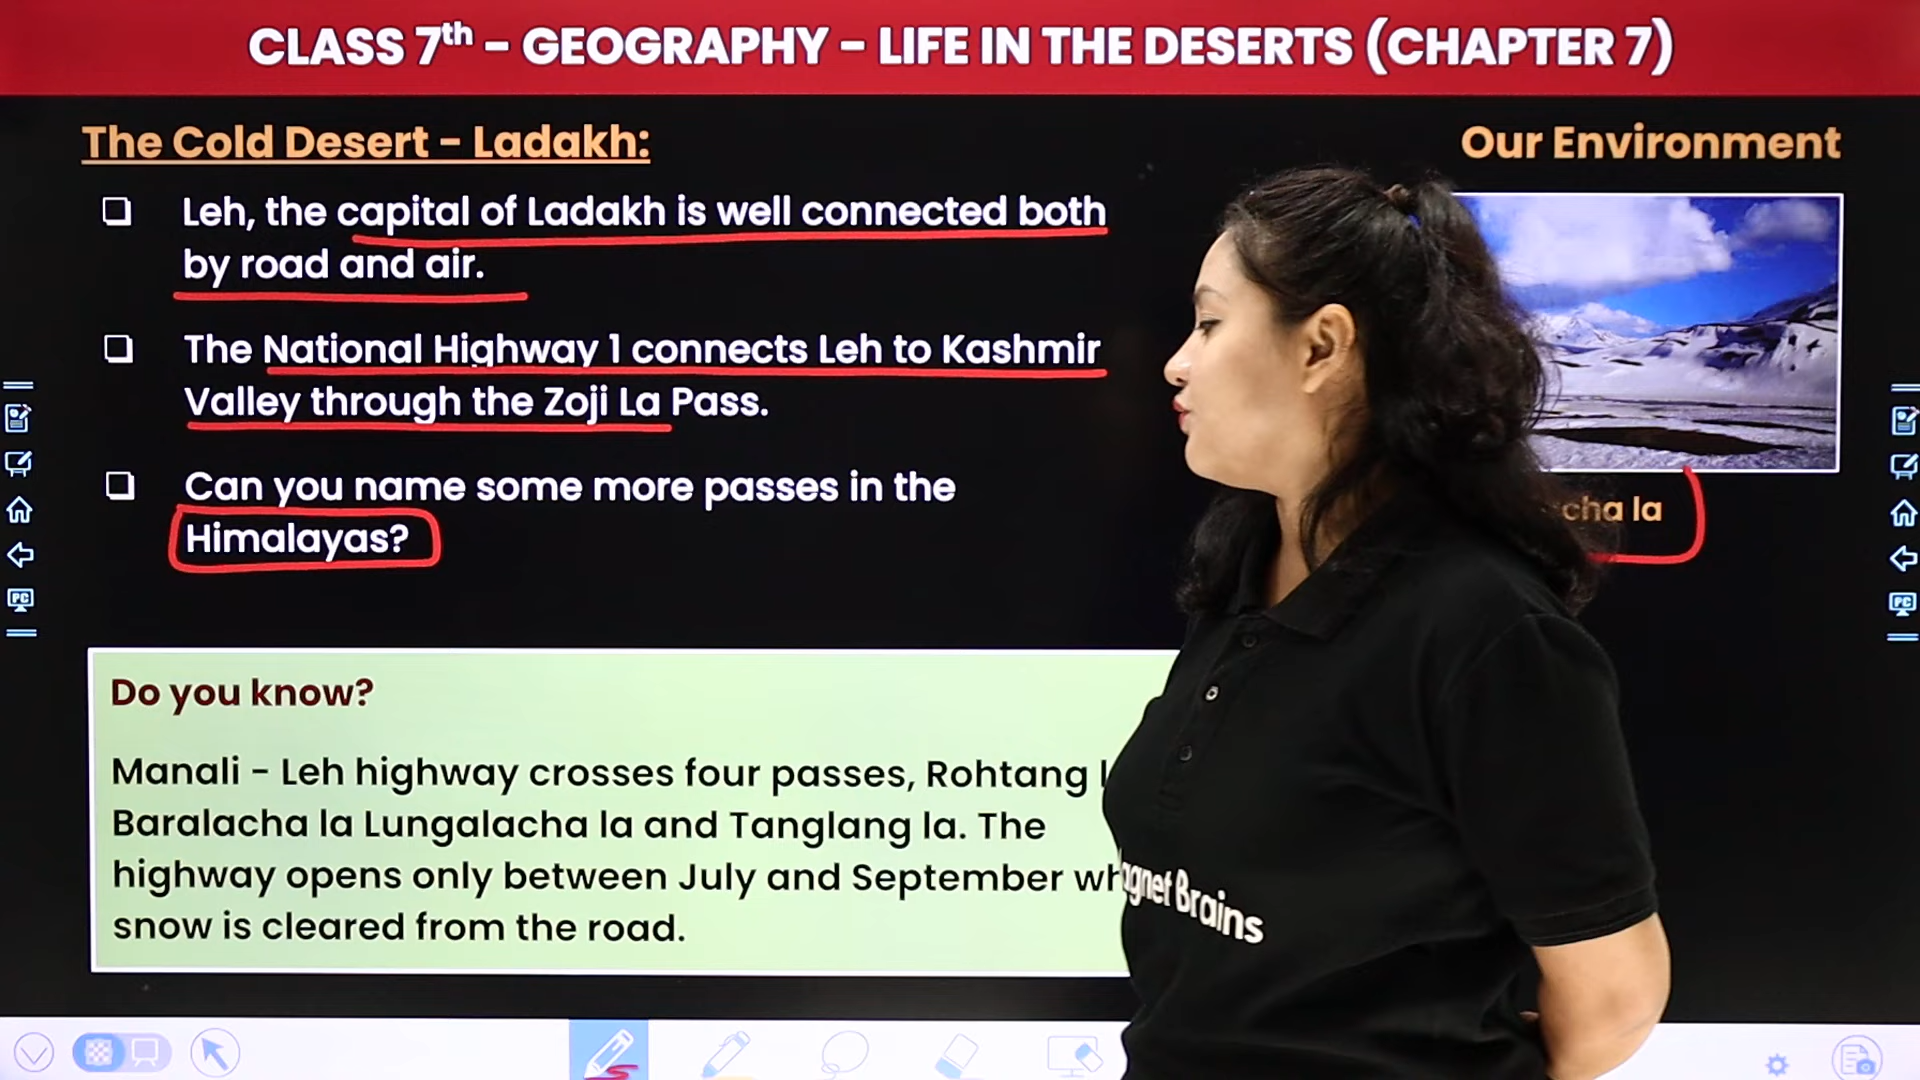 CLASS 7th - GEOGRAPHY - LIFE IN THE DESERTS (CHAPTER 7)
The Cold Desert - Ladakh:
Our Environment
❑ Leh, the capital of Ladakh is well connected both
by road and air.
❑ The National Highway 1 connects Leh to Kashmir
Valley through the Zoji La Pass.
❑ Can you name some more passes in the
Himalayas?
la
Do you know?
Manali - Leh highway crosses four passes, Rohtang
Baralacha la Lungalacha la and Tanglang la. The
highway opens only between July and September
snow is cleared from the road.
Brains
PC
PC